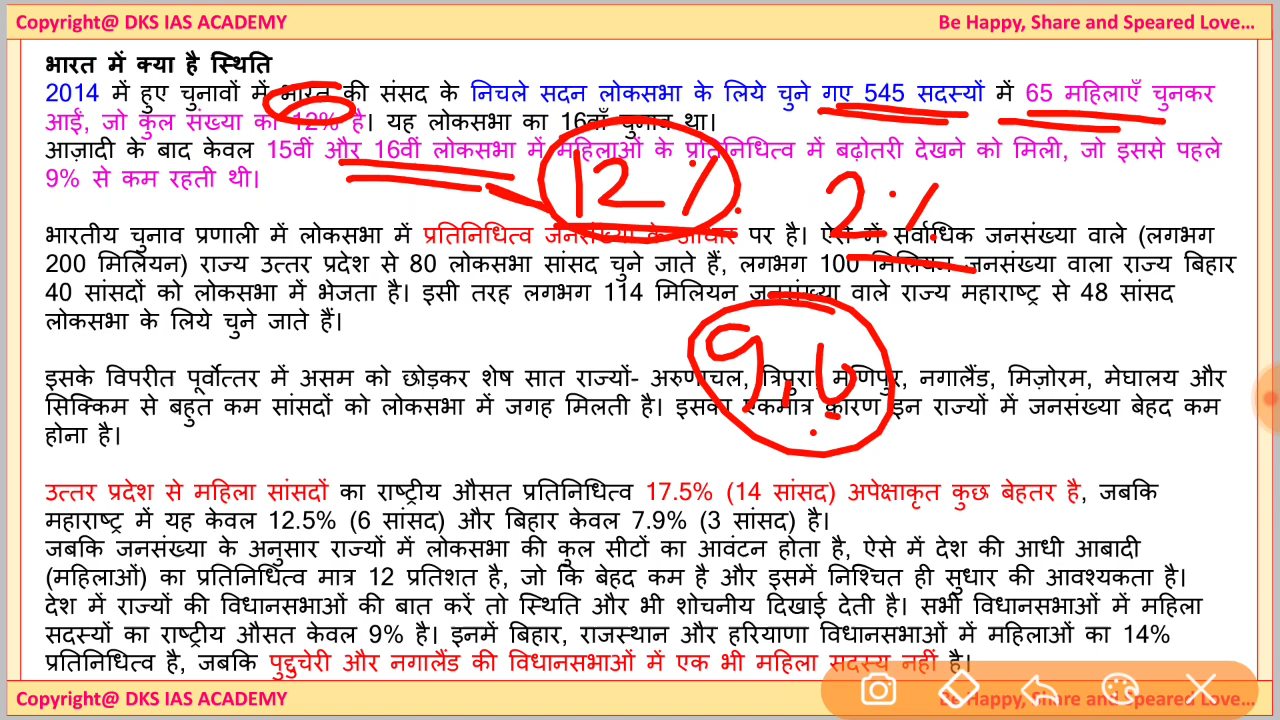 Copyright@ DKS IAS ACADEMY Be Happy, Share and Speared Love...
भारत में क्या है स्थिति
2014 में हुए चुनावों में भारत की संसद के निचले सदन लोकसभा के लिये चुने गए 545 सदस्यों में 65 महिलाएँ चुनकर
आईं, जो कुल संख्या का 12% है। यह लोकसभा का 16वाँ चुनाव था।
आज़ादी के बाद केवल 15वीं और 16वीं लोकसभा में महिलाओं के प्रतिनिधित्व में बढ़ोतरी देखने को मिली, जो इससे पहले
9% से कम रहती थी।
12%
2%
भारतीय चुनाव प्रणाली में लोकसभा में प्रतिनिधित्व जनसंख्या के आधार पर है। ऐसे में सर्वाधिक जनसंख्या वाले (लगभग
200 मिलियन) राज्य उत्तर प्रदेश से 80 लोकसभा सांसद चुने जाते हैं, लगभग 100 मिलियन जनसंख्या वाला राज्य बिहार
40 सांसदों को लोकसभा में भेजता है। इसी तरह लगभग 114 मिलियन जनसंख्या वाले राज्य महाराष्ट्र से 48 सांसद
लोकसभा के लिये चुने जाते हैं।
इसके विपरीत पूर्वोत्तर में असम को छोड़कर शेष सात राज्यों- अरुणाचल, त्रिपुरा, मणिपुर, नगालैंड, मिज़ोरम, मेघालय और
सिक्किम से बहुत कम सांसदों को लोकसभा में जगह मिलती है। इसका एकमात्र कारण इन राज्यों में जनसंख्या बेहद कम
होना है।
उत्तर प्रदेश से महिला सांसदों का राष्ट्रीय औसत प्रतिनिधित्व 17.5% (14 सांसद) अपेक्षाकृत कुछ बेहतर है, जबकि
महाराष्ट्र में यह केवल 12.5% (6 सांसद) और बिहार केवल 7.9% (3 सांसद) है।
जबकि जनसंख्या के अनुसार राज्यों में लोकसभा की कुल सीटों का आवंटन होता है, ऐसे में देश की आधी आबादी
(महिलाओं) का प्रतिनिधित्व मात्र 12 प्रतिशत है, जो कि बेहद कम है और इसमें निश्चित ही सुधार की आवश्यकता है।
देश में राज्यों की विधानसभाओं की बात करें तो स्थिति और भी शोचनीय दिखाई देती है। सभी विधानसभाओं में महिला
सदस्यों का राष्ट्रीय औसत केवल 9% है। इनमें बिहार, राजस्थान और हरियाणा विधानसभाओं में महिलाओं का 14%
प्रतिनिधित्व है, जबकि पुद्दुचेरी और नगालैंड की विधानसभाओं में एक भी महिला सदस्य नहीं है।
Copyright@ DKS IAS ACADEMY Be Happy, Share and Speared Love...